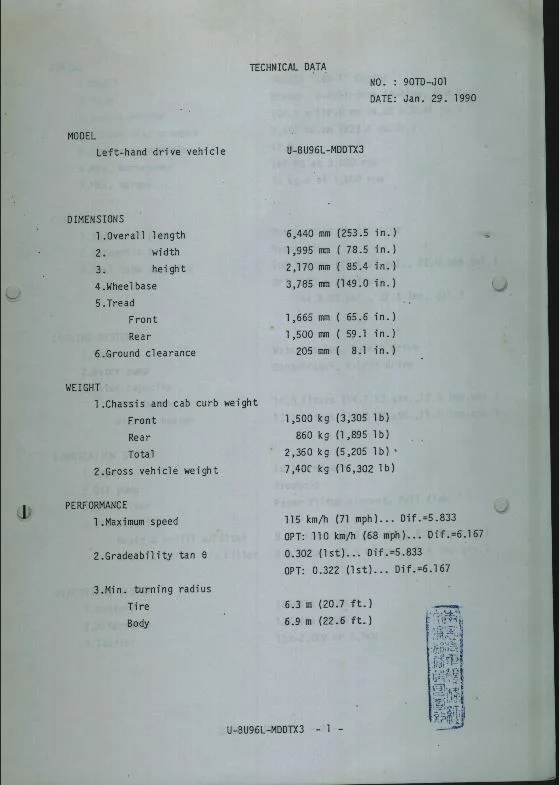 TECHNICAL DATA
NO. : 90TD-J01
DATE: Jan. 29. 1990
MODEL
Left-hand drive vehicle U-8U96L-MDDTX3
DIMENSIONS
1.Overall length 6,440 mm (253.5 in.)
2. width 1,995 mm ( 78.5 in.)
3. height 2,170 mm ( 85.4 in.)
4.Wheelbase 3,785 mm (149.0 in.)
5.Tread
Front 1,665 mm ( 65.6 in.)
Rear 1,500 mm ( 59.1 in.)
6.Ground clearance 205 mm ( 8.1 in.)
WEIGHT
1.Chassis and cab curb weight
Front 1,500 kg (3,305 lb)
Rear 860 kg (1,895 lb)
Total 2,360 kg (5,205 lb)
2.Gross vehicle weight 7,400 kg (16,302 lb)
PERFORMANCE
1.Maximum speed 115 km/h (71 mph)... Dif.=5.833
OPT: 110 km/h (68 mph)... Dif.=6.167
2.Gradeability tan θ 0.302 (1st)... Dif.=5.833
OPT: 0.322 (1st)... Dif.=6.167
3.Min. turning radius
Tire 6.3 m (20.7 ft.)
Body 6.9 m (22.6 ft.)
U-8U96L-MDDTX3 - 1 -